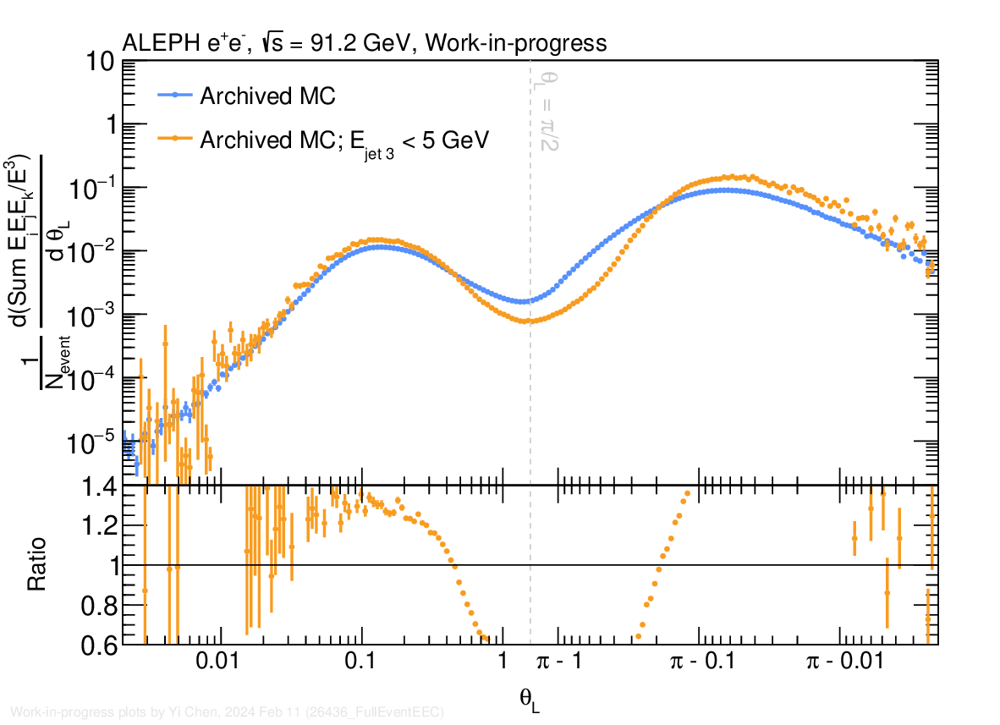 ALEPH e⁺e⁻, √s = 91.2 GeV, Work-in-progress
10
1
10⁻¹
10⁻²
10⁻³
10⁻⁴
10⁻⁵
Archived MC
Archived MC; E_jet 3 < 5 GeV
θ_L = π/2
1/N_event d(Sum E_iE_jE_k/E³)/d θ_L
1.4
1.2
1
0.8
0.6
Ratio
0.01 0.1 1 π - 1 π - 0.1 π - 0.01
θ_L
Work-in-progress plots by Yi Chen, 2024 Feb 11 (26436_FullEventEEC)